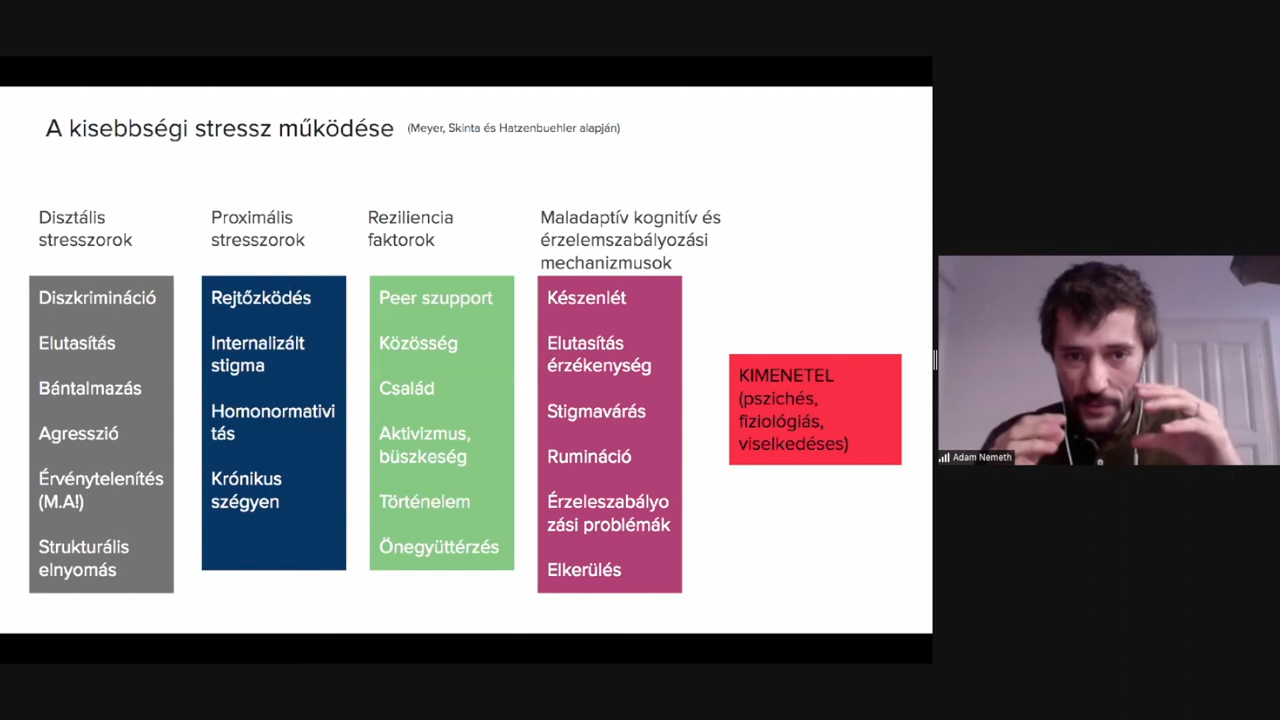 A kisebbségi stressz működése (Meyer, Skinta és Hatzenbuehler alapján)
Disztális
stresszorok
Diszkrimináció
Elutasítás
Bántalmazás
Agresszió
Érvénytelenítés
(M.A!)
Strukturális
elnyomás
Proximális
stresszorok
Rejtőzködés
Internalizált
stigma
Homonormativi
tás
Krónikus
szégyen
Reziliencia
faktorok
Peer szupport
Közösség
Család
Aktivizmus,
büszkeség
Történelem
Önegyüttérzés
Maladaptív kognitív és
érzelemszabályozási
mechanizmusok
Készenlét
Elutasítás
érzékenység
Stigmavárás
Rumináció
Érzeleszabályo
zási problémák
Elkerülés
KIMENETEL
(pszichés,
fiziológiás,
viselkedéses)
Adam Nemeth